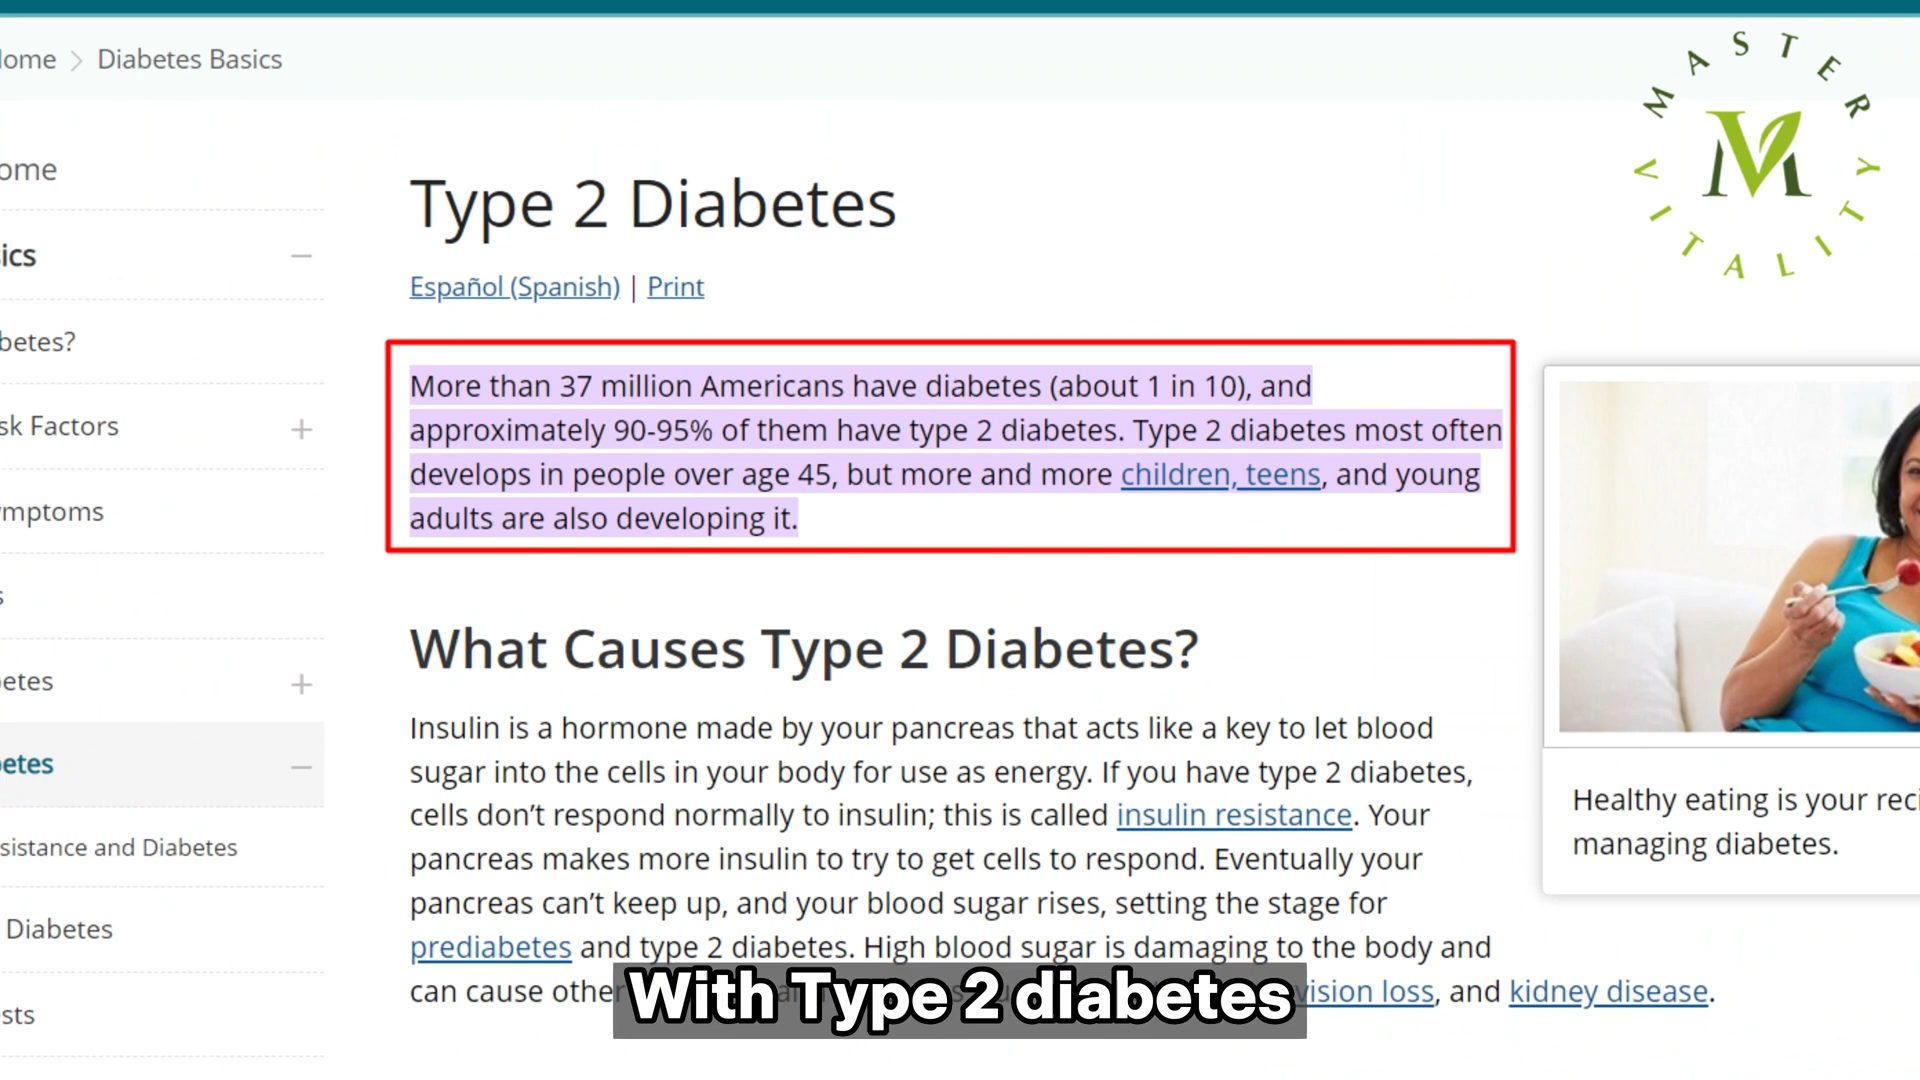 ome
Diabetes Basics
MASTER
VITALITY
VM
ome
ics
betes?
sk Factors
mptoms
s
etes
etes
sistance and Diabetes
Diabetes
sts
Type 2 Diabetes
Español (Spanish) | Print
More than 37 million Americans have diabetes (about 1 in 10), and
approximately 90-95% of them have type 2 diabetes. Type 2 diabetes most often
develops in people over age 45, but more and more children, teens, and young
adults are also developing it.
What Causes Type 2 Diabetes?
Insulin is a hormone made by your pancreas that acts like a key to let blood
sugar into the cells in your body for use as energy. If you have type 2 diabetes,
cells don’t respond normally to insulin; this is called insulin resistance. Your
pancreas makes more insulin to try to get cells to respond. Eventually your
pancreas can’t keep up, and your blood sugar rises, setting the stage for
prediabetes and type 2 diabetes. High blood sugar is damaging to the body and
can cause other vision loss, and kidney disease.
With Type 2 diabetes
Healthy eating is your reci
managing diabetes.